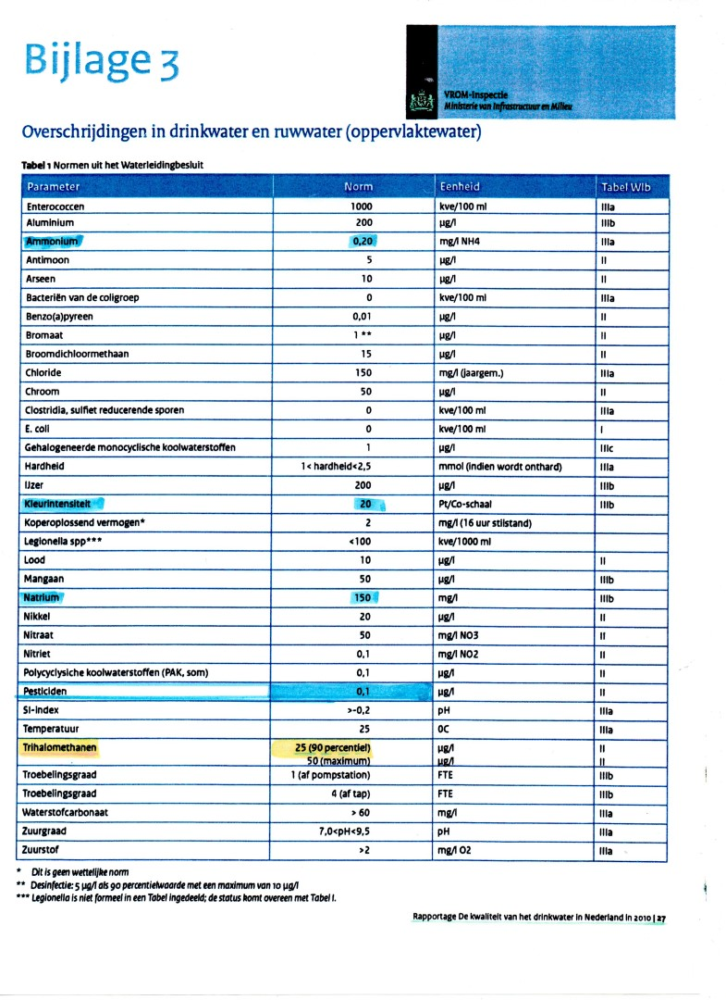 Bijlage 3
VROM-Inspectie
Ministerie van Infrastructuur en Milieu
Overschrijdingen in drinkwater en ruwwater (oppervlaktewater)
Tabel 1 Normen uit het Waterleidingbesluit
Parameter Norm Eenheid Tabel Wlb
Enterococcen 1000 kve/100 ml IIIa
Aluminium 200 µg/l IIIb
Ammonium 0,20 mg/l NH4 IIIa
Antimoon 5 µg/l II
Arseen 10 µg/l II
Bacteriën van de coligroep 0 kve/100 ml IIIa
Benzo(a)pyreen 0,01 µg/l II
Bromaat 1 ** µg/l II
Broomdichloormethaan 15 µg/l II
Chloride 150 mg/l (jaargem.) IIIa
Chroom 50 µg/l II
Clostridia, sulfiet reducerende sporen 0 kve/100 ml IIIa
E. coli 0 kve/100 ml I
Gehalogeneerde monocyclische koolwaterstoffen 1 µg/l IIIc
Hardheid 1< hardheid<2,5 mmol (indien wordt onthard) IIIa
IJzer 200 µg/l IIIb
Kleurintensiteit 20 Pt/Co-schaal IIIb
Koperoplossend vermogen* 2 mg/l (16 uur stilstand)
Legionella spp*** <100 kve/1000 ml
Lood 10 µg/l II
Mangaan 50 µg/l IIIb
Natrium 150 mg/l IIIb
Nikkel 20 µg/l II
Nitraat 50 mg/l NO3 II
Nitriet 0,1 mg/l NO2 II
Polycyclysiche koolwaterstoffen (PAK, som) 0,1 µg/l II
Pesticiden 0,1 µg/l II
SI-index >-0,2 pH IIIa
Temperatuur 25 0C IIIa
Trihalomethanen 25 (90 percentiel) µg/l II
50 (maximum) µg/l II
Troebelingsgraad 1 (af pompstation) FTE IIIb
Troebelingsgraad 4 (af tap) FTE IIIb
Waterstofcarbonaat > 60 mg/l IIIa
Zuurgraad 7,0<pH<9,5 pH IIIa
Zuurstof >2 mg/l O2 IIIa
* Dit is geen wettelijke norm
** Desinfectie: 5 µg/l als 90 percentielwaarde met een maximum van 10 µg/l
*** Legionella is niet formeel in een Tabel ingedeeld; de status komt overeen met Tabel I.
Rapportage De kwaliteit van het drinkwater in Nederland in 2010 | 27